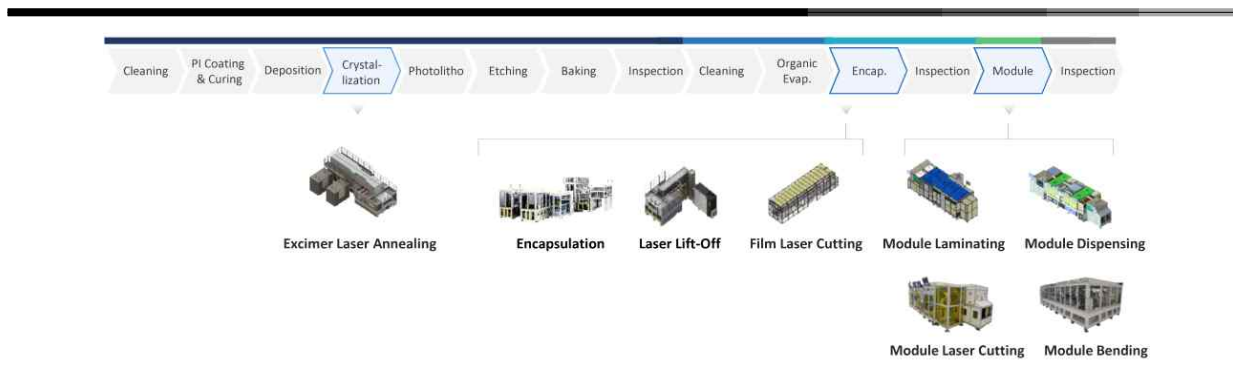 Cleaning
PI Coating
& Curing
Deposition
Crystal-
lization
Photolitho
Etching
Baking
Inspection
Cleaning
Organic
Evap.
Encap.
Inspection
Module
Inspection
Excimer Laser Annealing
Encapsulation
Laser Lift-Off
Film Laser Cutting
Module Laminating
Module Dispensing
Module Laser Cutting
Module Bending